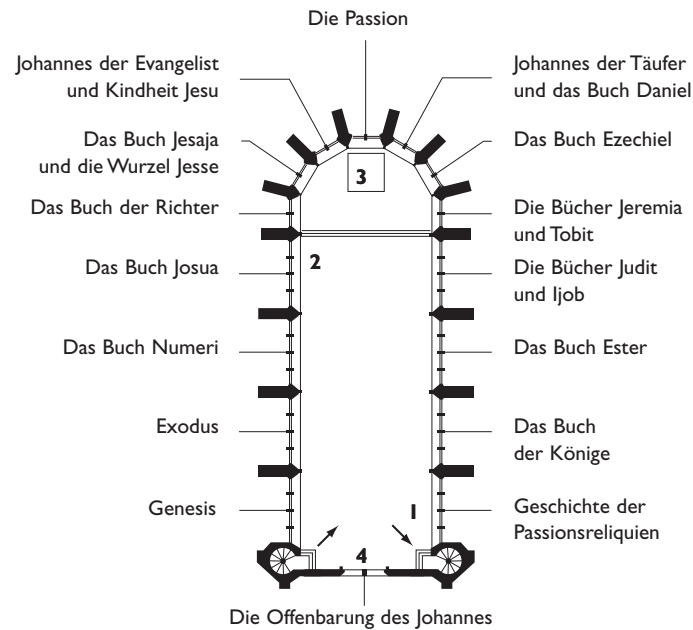 Die Passion
Johannes der Evangelist
und Kindheit Jesu
Johannes der Täufer
und das Buch Daniel
Das Buch Jesaja
und die Wurzel Jesse
Das Buch Ezechiel
3
Das Buch der Richter
Die Bücher Jeremia
und Tobit
2
Das Buch Josua
Die Bücher Judit
und Ijob
Das Buch Numeri
Das Buch Ester
Exodus
Das Buch
der Könige
Genesis
1
Geschichte der
Passionsreliquien
4
Die Offenbarung des Johannes